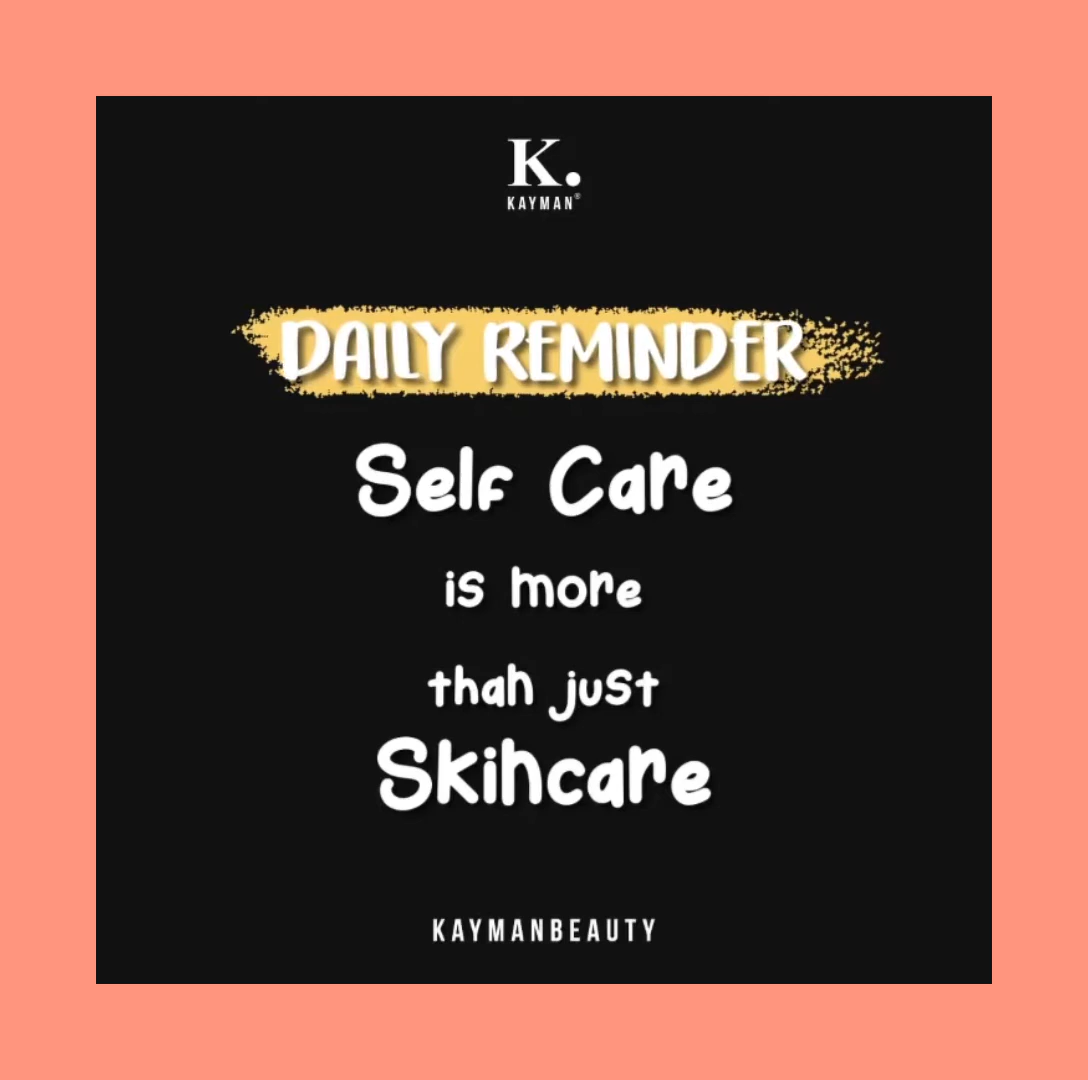 K.
KAYMAN®
DAILY REMINDER
Self Care
is more
than just
Skincare
KAYMANBEAUTY